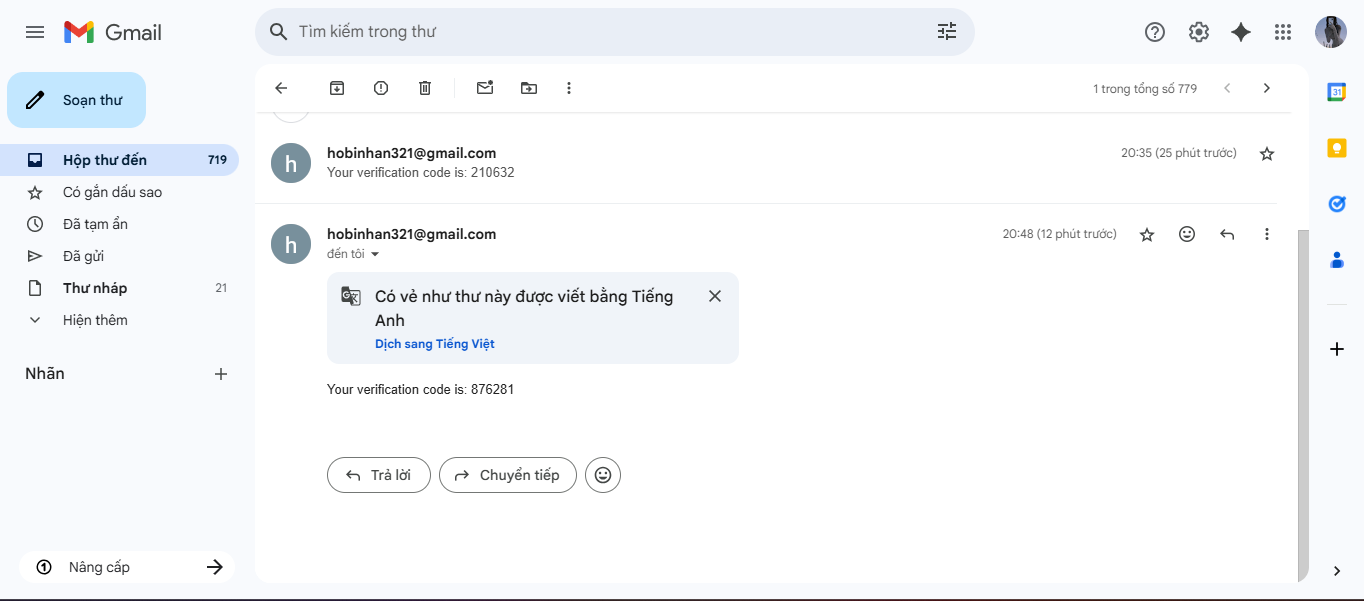 Gmail
Tìm kiếm trong thư
Soạn thư
1 trong tổng số 779
Hộp thư đến 719
Có gắn dấu sao
Đã tạm ẩn
Đã gửi
Thư nháp 21
Hiện thêm
Nhãn
Nâng cấp
h
hobinhan321@gmail.com
20:35 (25 phút trước)
Your verification code is: 210632
h
hobinhan321@gmail.com
20:48 (12 phút trước)
đến tôi
Có vẻ như thư này được viết bằng Tiếng
Anh
Dịch sang Tiếng Việt
Your verification code is: 876281
Trả lời
Chuyển tiếp
31